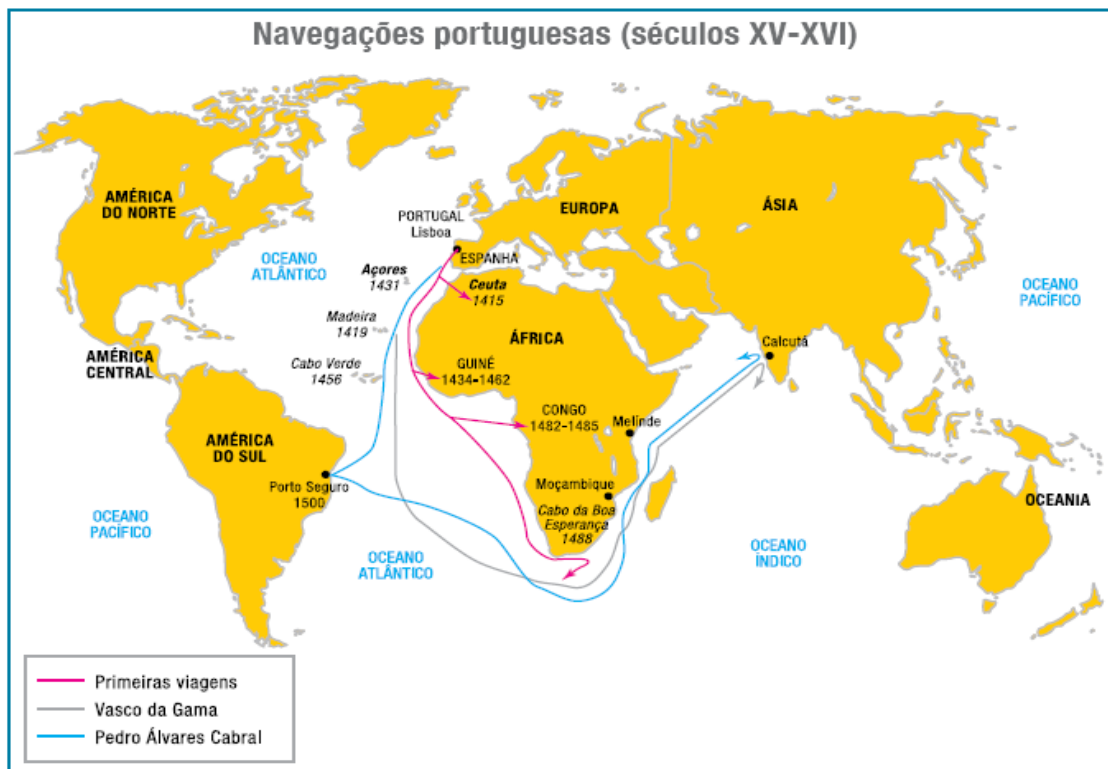 Navegações portuguesas (séculos XV-XVI)
AMÉRICA
DO NORTE
EUROPA
ÁSIA
PORTUGAL
Lisboa
ESPANHA
OCEANO
ATLÂNTICO
Açores
1431
Ceuta
1415
OCEANO
PACÍFICO
Madeira
1419
ÁFRICA
Calcutá
AMÉRICA
CENTRAL
Cabo Verde
1456
GUINÉ
1434-1462
CONGO
1482-1485
Melinde
AMÉRICA
DO SUL
Porto Seguro
1500
Moçambique
Cabo da Boa
Esperança
1488
OCEANIA
OCEANO
PACÍFICO
OCEANO
ATLÂNTICO
OCEANO
ÍNDICO
Primeiras viagens
Vasco da Gama
Pedro Álvares Cabral